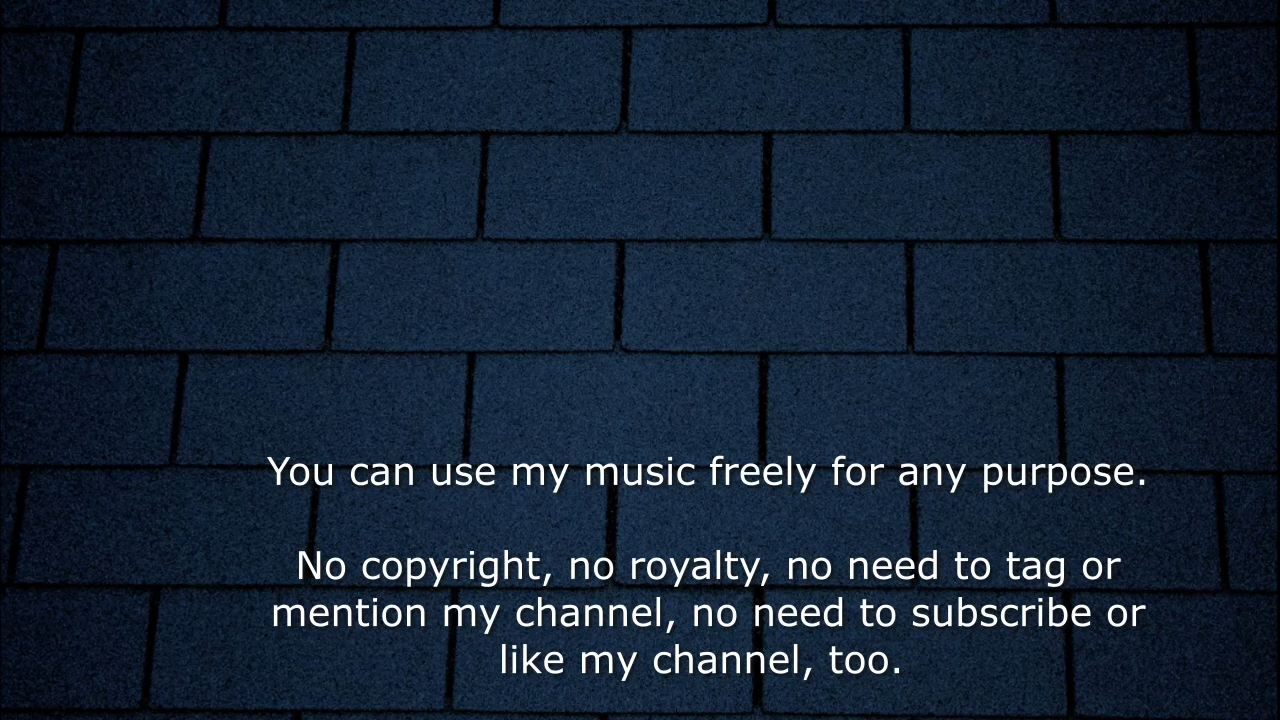 You can use my music freely for any purpose.
No copyright, no royalty, no need to tag or
mention my channel, no need to subscribe or
like my channel, too.